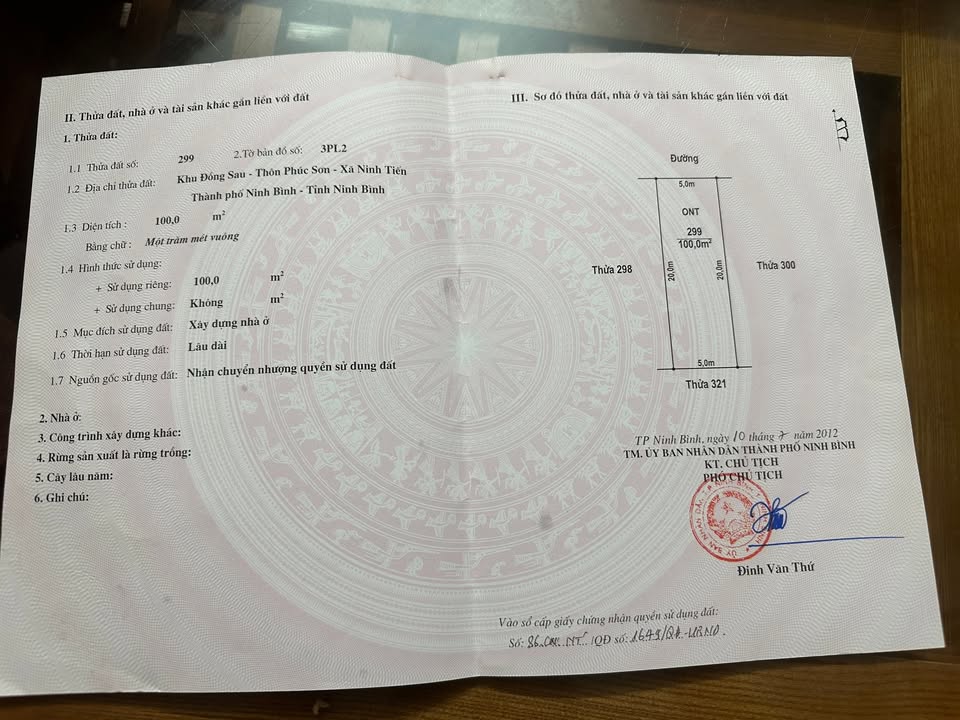 II. Thửa đất, nhà ở và tài sản khác gắn liền với đất
1. Thửa đất:
1.1 Thửa đất số: 299 2.Tờ bản đồ số: 3PL2
1.2 Địa chỉ thửa đất: Khu Đồng Sau - Thôn Phúc Sơn - Xã Ninh Tiến
Thành phố Ninh Bình - Tỉnh Ninh Bình
1.3 Diện tích : 100,0 m²
Bằng chữ : Một trăm mét vuông
1.4 Hình thức sử dụng:
+ Sử dụng riêng: 100,0 m²
+ Sử dụng chung: Không m²
1.5 Mục đích sử dụng đất: Xây dựng nhà ở
1.6 Thời hạn sử dụng đất: Lâu dài
1.7 Nguồn gốc sử dụng đất: Nhận chuyển nhượng quyền sử dụng đất
2. Nhà ở:
3. Công trình xây dựng khác:
4. Rừng sản xuất là rừng trồng:
5. Cây lâu năm:
6. Ghi chú:
III. Sơ đồ thửa đất, nhà ở và tài sản khác gắn liền với đất
B
Đường
5,0m
ONT
299
100,0m²
Thửa 298
20,0m
20,0m
Thửa 300
5,0m
Thửa 321
TP Ninh Bình, ngày 10 tháng 7 năm 2012
TM. ỦY BAN NHÂN DÂN THÀNH PHỐ NINH BÌNH
KT. CHỦ TỊCH
PHÓ CHỦ TỊCH
Đinh Văn Thứ
Vào sổ cấp giấy chứng nhận quyền sử dụng đất:
Số: /QĐ số: